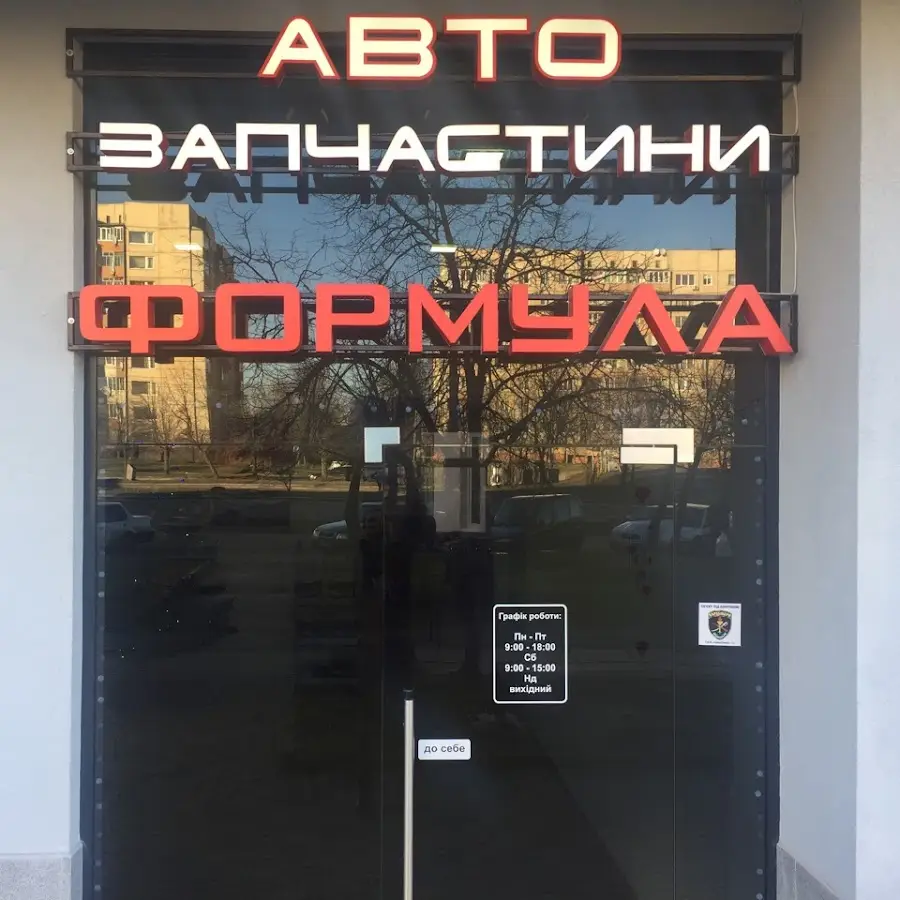 АВТО
ЗАПЧАСТИНИ
ФОРМУЛА
Графік роботи:
Пн - Пт
9:00 - 18:00
Сб
9:00 - 15:00
Нд
вихідний
до себе